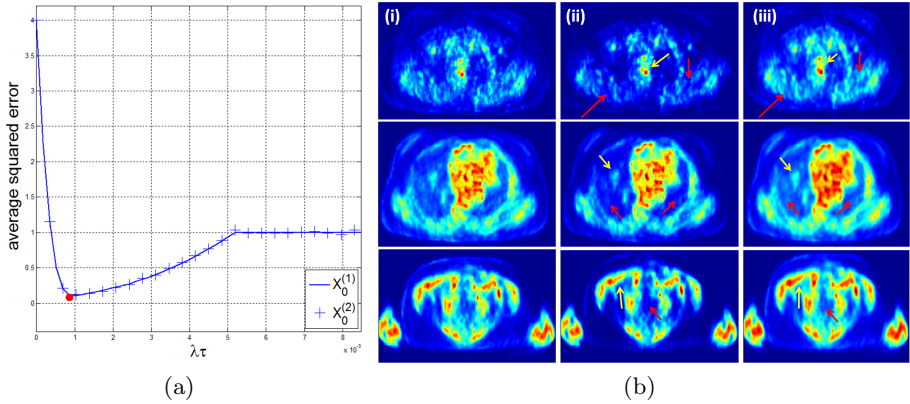 4
3.5
3
2.5
2
1.5
1
0.5
0
average squared error
0 1 2 3 4 5 6 7 8
x 10⁻³
λτ
X₀⁽¹⁾
X₀⁽²⁾
(a)
(i) (ii) (iii)
(b)